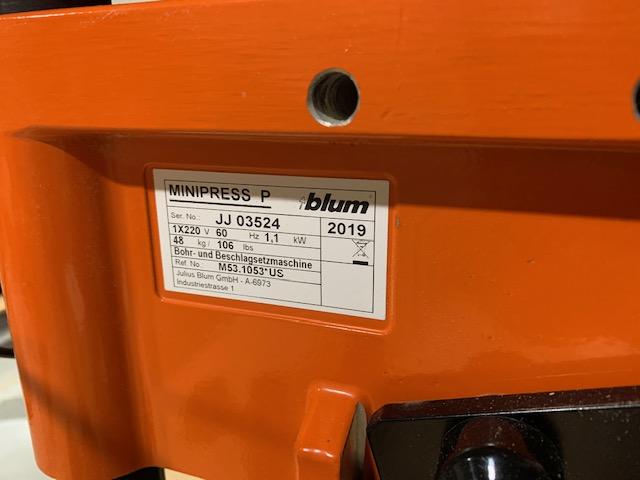 MINIPRESS P
blum
Ser. No.: JJ 03524
2019
1X220 V 60 Hz 1,1 kW
48 kg / 106 lbs
Bohr- und Beschlagsetzmaschine
Ref. No.: M53.1053*US
Julius Blum GmbH - A-6973
Industriestrasse 1